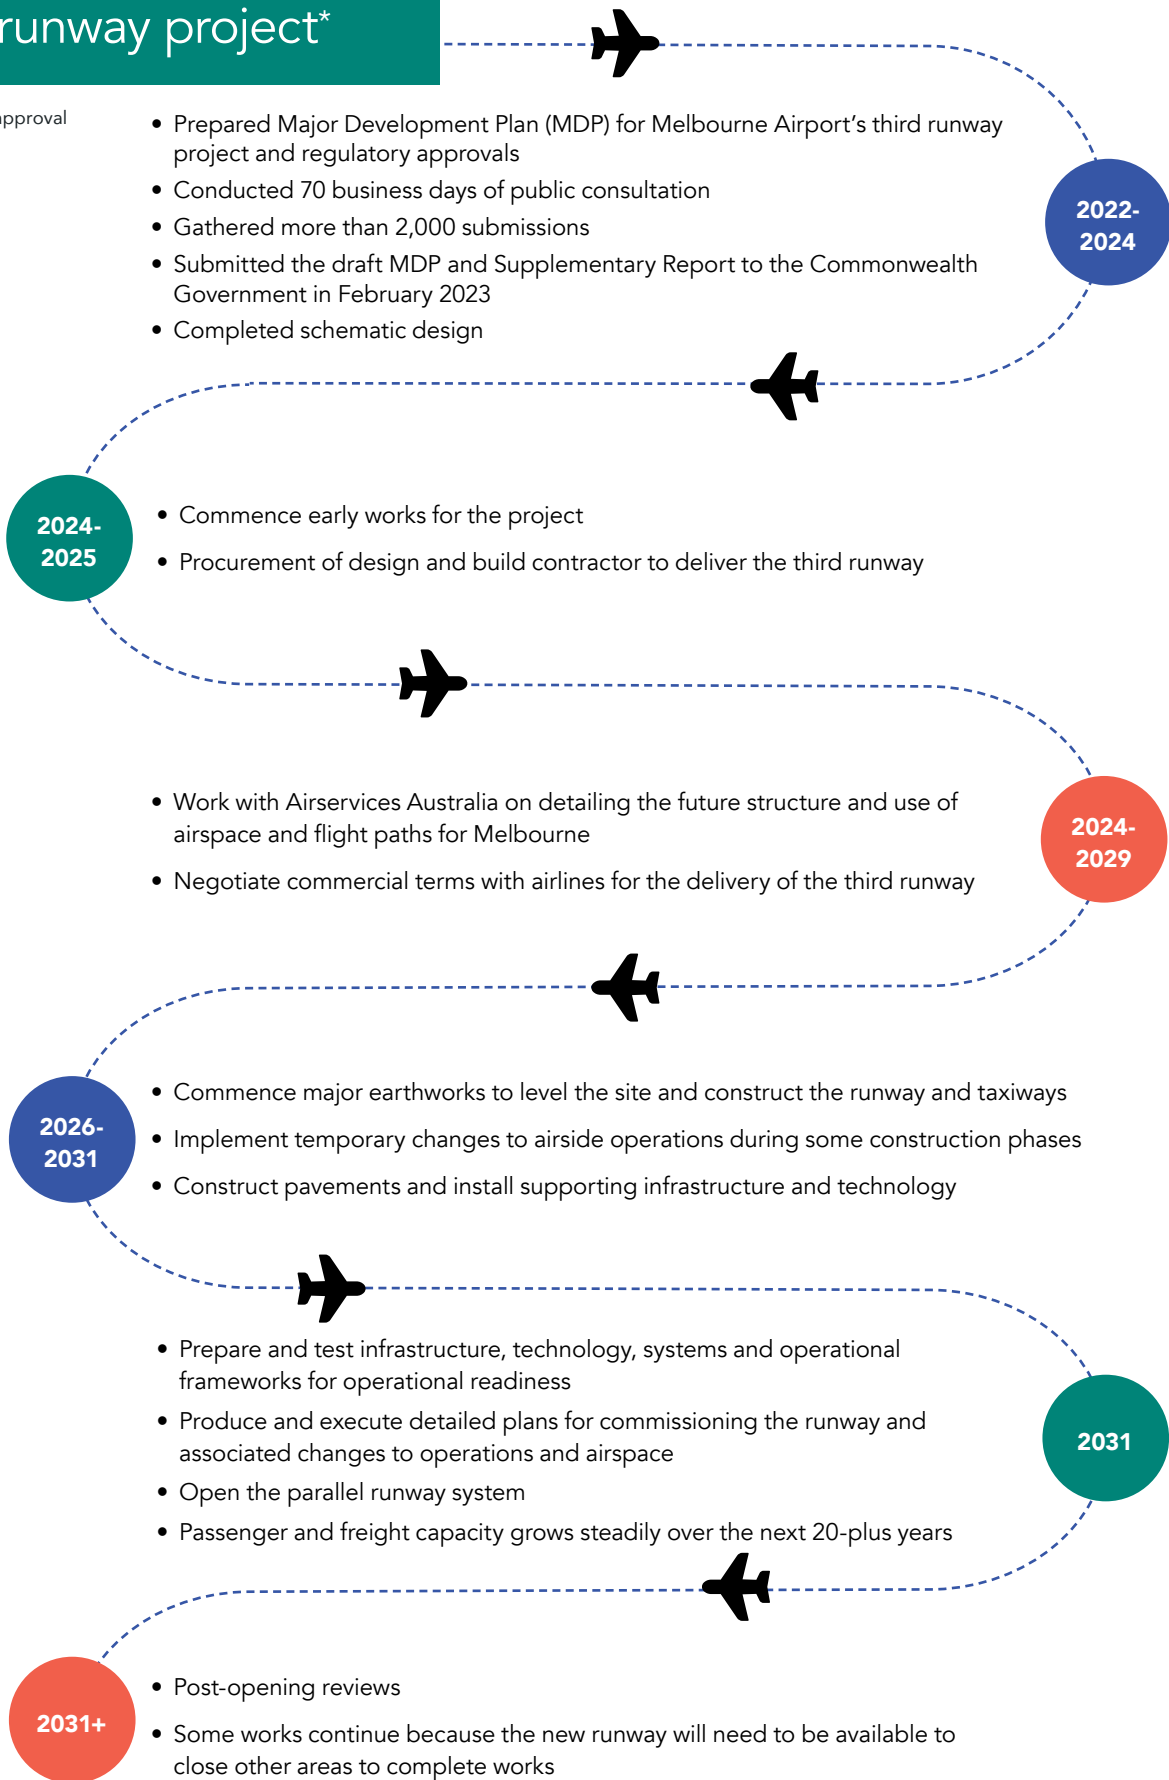 runway project*
approval
• Prepared Major Development Plan (MDP) for Melbourne Airport’s third runway
project and regulatory approvals
• Conducted 70 business days of public consultation
• Gathered more than 2,000 submissions
• Submitted the draft MDP and Supplementary Report to the Commonwealth
Government in February 2023
• Completed schematic design
2022-
2024
2024-
2025
• Commence early works for the project
• Procurement of design and build contractor to deliver the third runway
• Work with Airservices Australia on detailing the future structure and use of
airspace and flight paths for Melbourne
• Negotiate commercial terms with airlines for the delivery of the third runway
2024-
2029
2026-
2031
• Commence major earthworks to level the site and construct the runway and taxiways
• Implement temporary changes to airside operations during some construction phases
• Construct pavements and install supporting infrastructure and technology
• Prepare and test infrastructure, technology, systems and operational
frameworks for operational readiness
• Produce and execute detailed plans for commissioning the runway and
associated changes to operations and airspace
• Open the parallel runway system
• Passenger and freight capacity grows steadily over the next 20-plus years
2031
2031+
• Post-opening reviews
• Some works continue because the new runway will need to be available to
close other areas to complete works